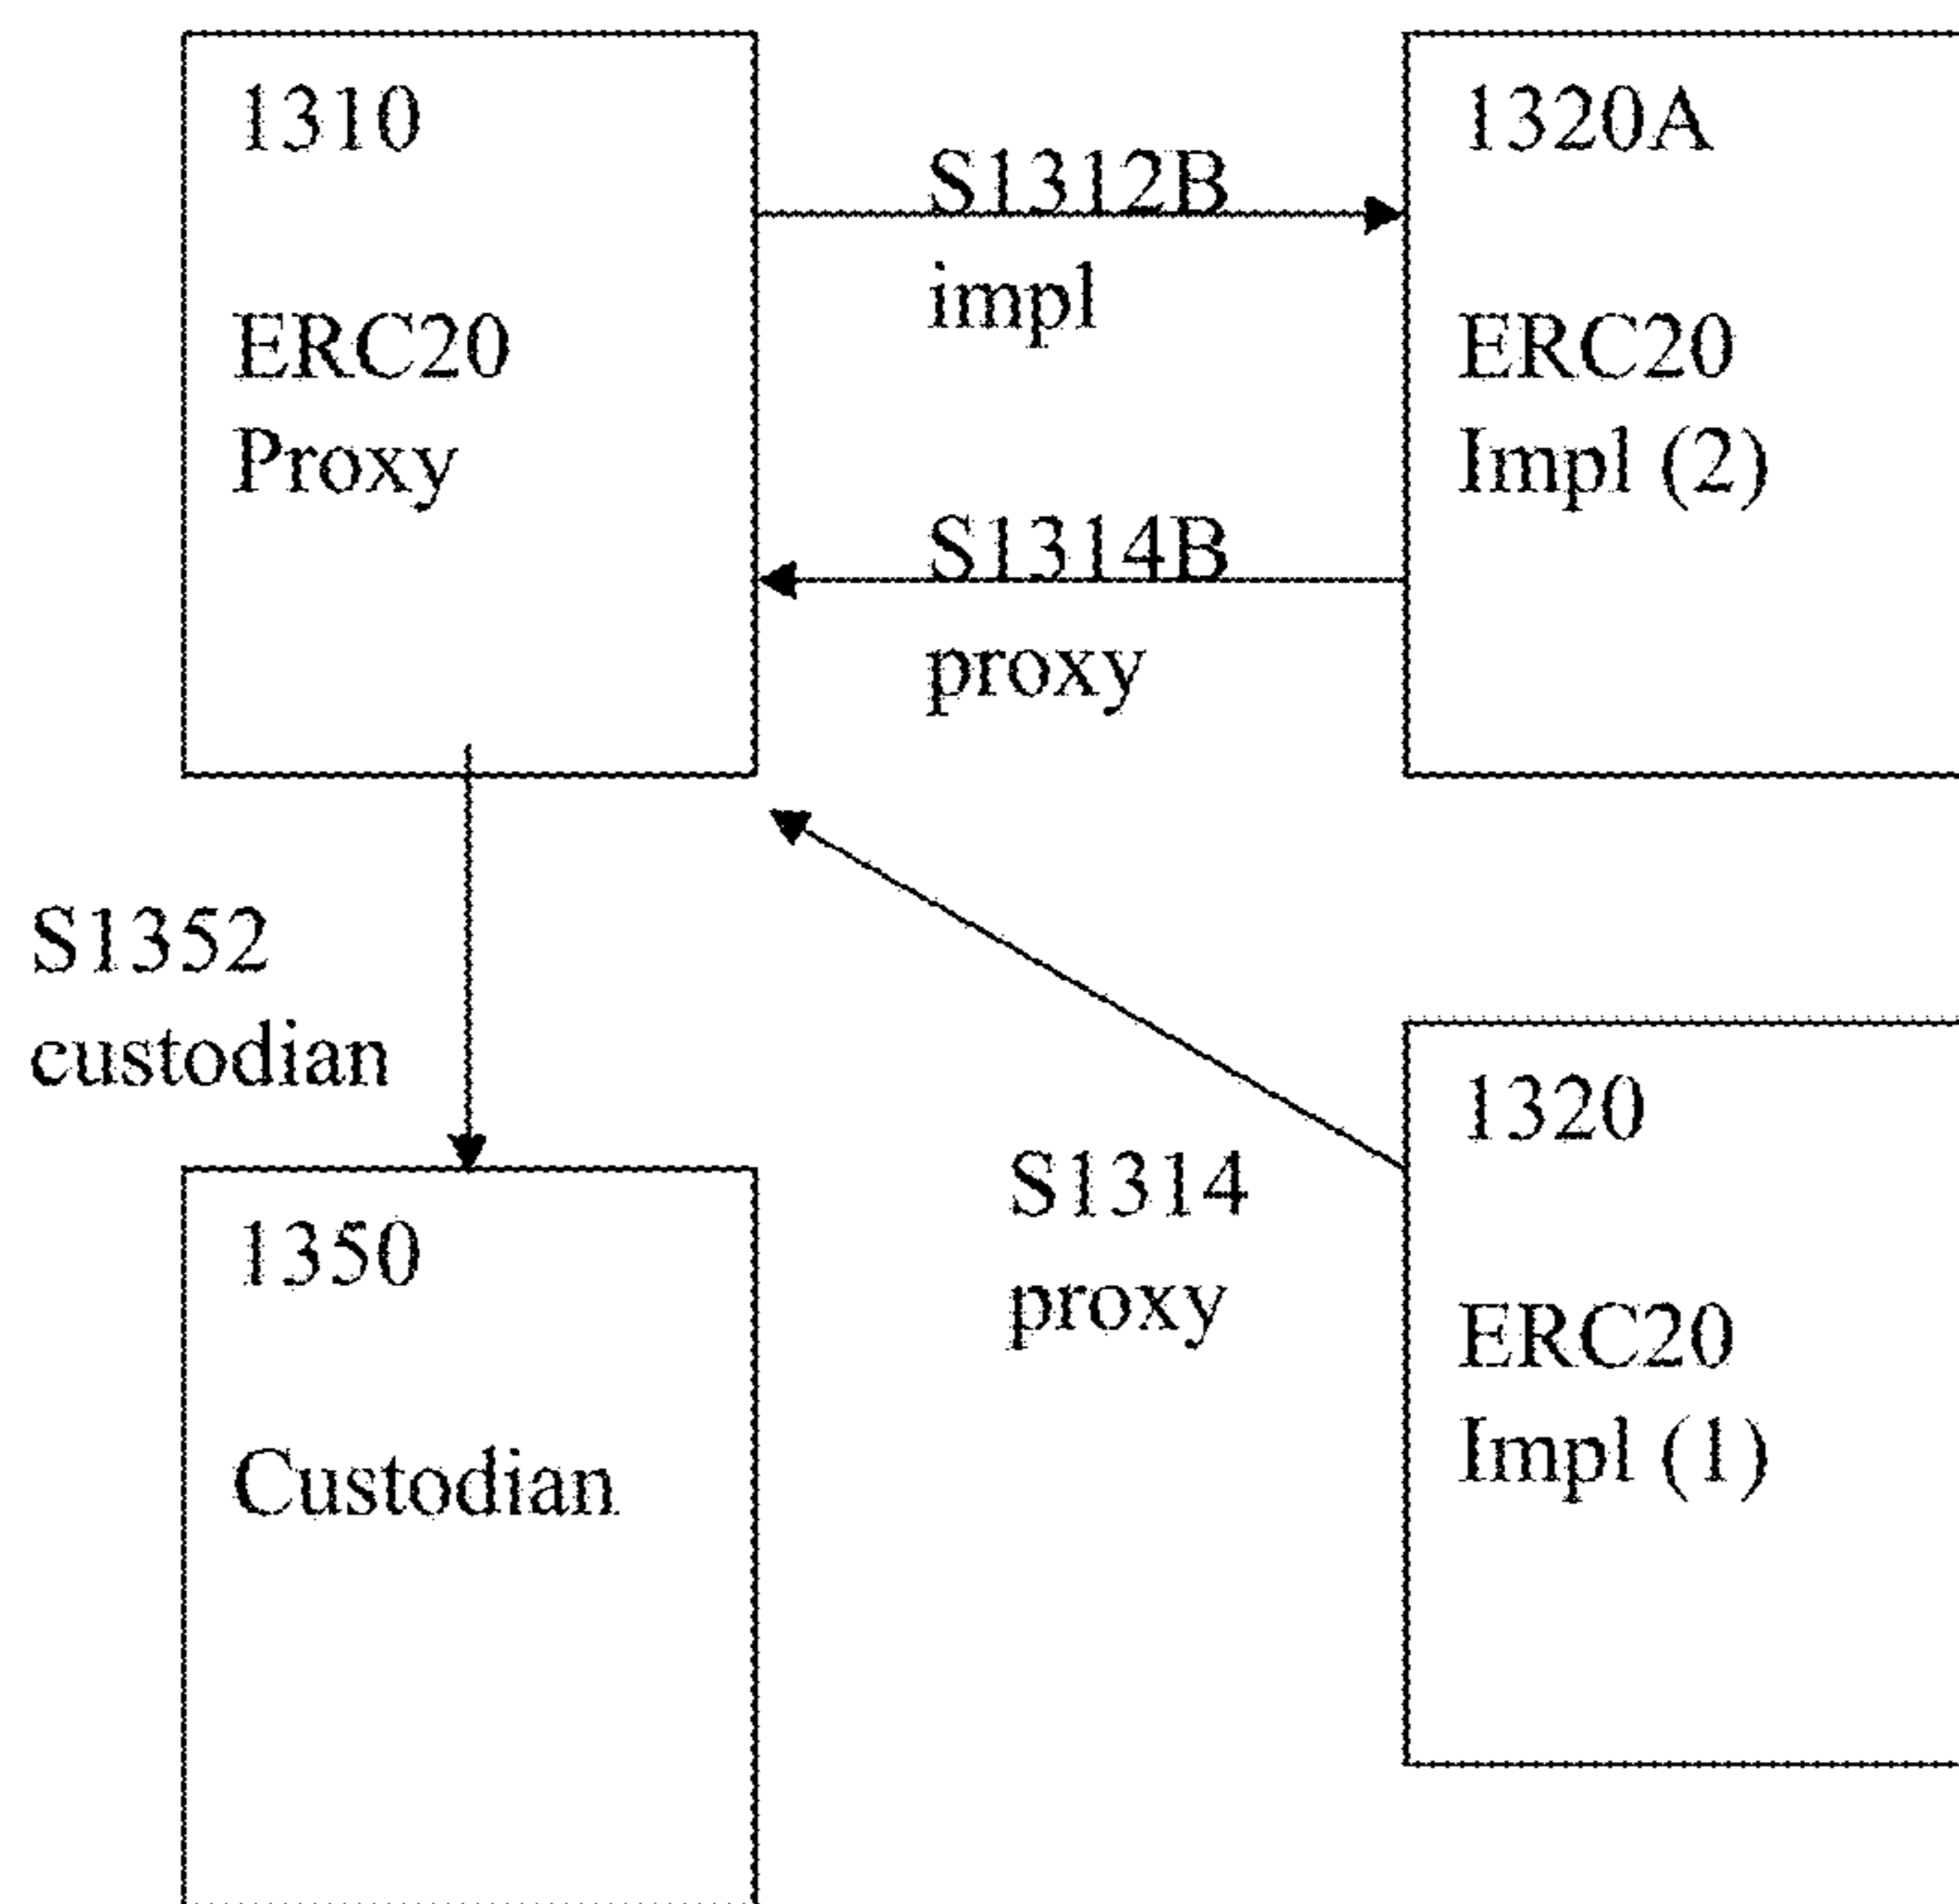 1310
ERC20
Proxy
S1312B
impl
S1314B
proxy
1320A
ERC20
Impl (2)
S1352
custodian
S1314
proxy
1320
ERC20
Impl (1)
1350
Custodian